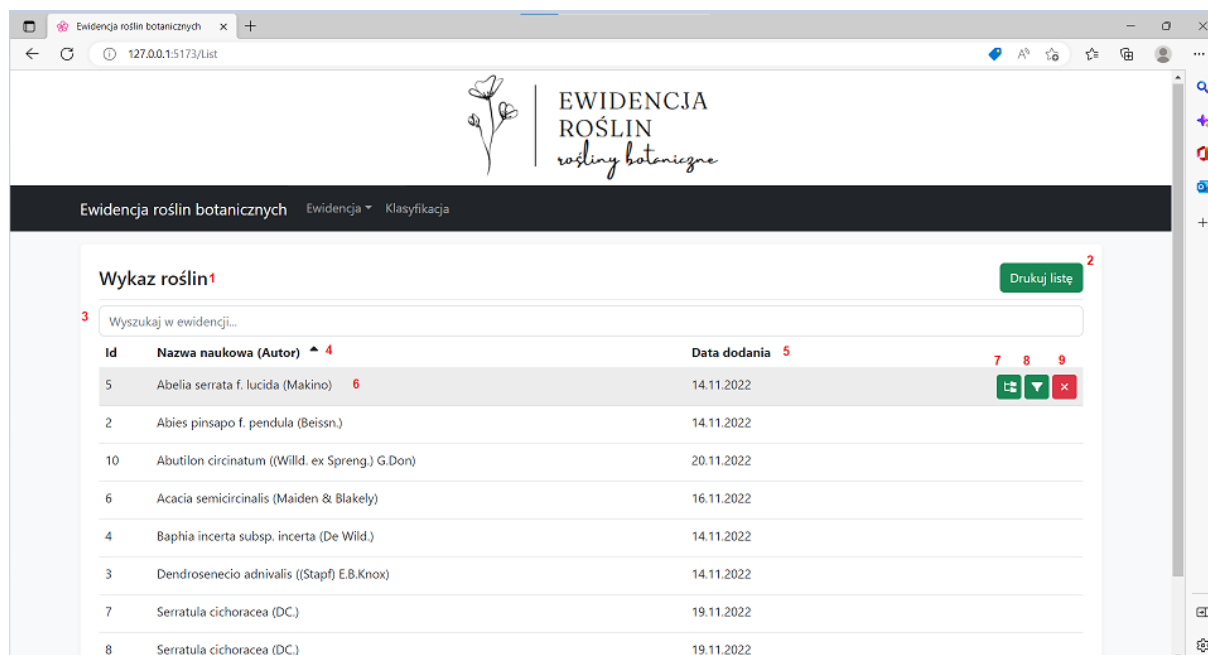 Ewidencja roślin botanicznych
127.0.0.1:5173/List
EWIDENCJA
ROŚLIN
rośliny botaniczne
Ewidencja roślin botanicznych Ewidencja Klasyfikacja
Wykaz roślin 1
Drukuj listę 2
3 Wyszukaj w ewidencji...
Id Nazwa naukowa (Autor) 4 Data dodania 5
7 8 9
5 Abelia serrata f. lucida (Makino) 6 14.11.2022
2 Abies pinsapo f. pendula (Beissn.) 14.11.2022
10 Abutilon circinatum ((Willd. ex Spreng.) G.Don) 20.11.2022
6 Acacia semicircinalis (Maiden & Blakely) 16.11.2022
4 Baphia incerta subsp. incerta (De Wild.) 14.11.2022
3 Dendrosenecio adnivalis ((Stapf) E.B.Knox) 14.11.2022
7 Serratula cichoracea (DC.) 19.11.2022
8 Serratula cichoracea (DC.) 19.11.2022